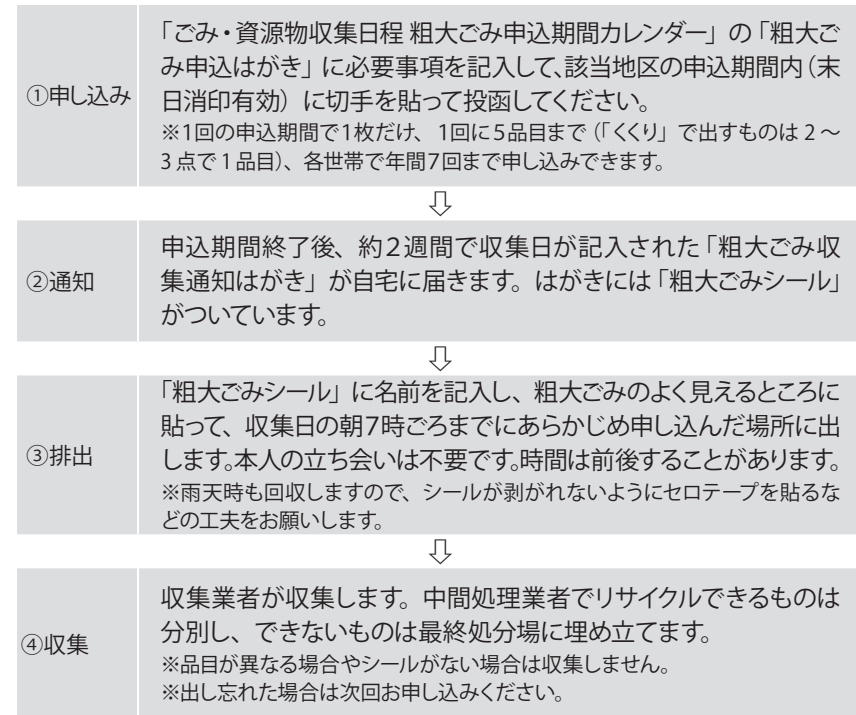 ①申し込み
「ごみ・資源物収集日程 粗大ごみ申込期間カレンダー」の「粗大ご
み申込はがき」に必要事項を記入して、該当地区の申込期間内（末
日消印有効）に切手を貼って投函してください。
※1回の申込期間で1枚だけ、1回に5品目まで（「くくり」で出すものは2～
3点で1品目）、各世帯で年間7回まで申し込みできます。
⇩
②通知
申込期間終了後、約2週間で収集日が記入された「粗大ごみ収
集通知はがき」が自宅に届きます。はがきには「粗大ごみシール」
がついています。
⇩
③排出
「粗大ごみシール」に名前を記入し、粗大ごみのよく見えるところに
貼って、収集日の朝7時ごろまでにあらかじめ申し込んだ場所に出
します。本人の立ち会いは不要です。時間は前後することがあります。
※雨天時も回収しますので、シールが剥がれないようにセロテープを貼るな
どの工夫をお願いします。
⇩
④収集
収集業者が収集します。中間処理業者でリサイクルできるものは
分別し、できないものは最終処分場に埋め立てます。
※品目が異なる場合やシールがない場合は収集しません。
※出し忘れた場合は次回お申し込みください。